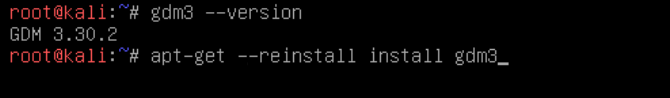 root@kali:~# gdm3 --version
GDM 3.30.2
root@kali:~# apt-get --reinstall install gdm3_